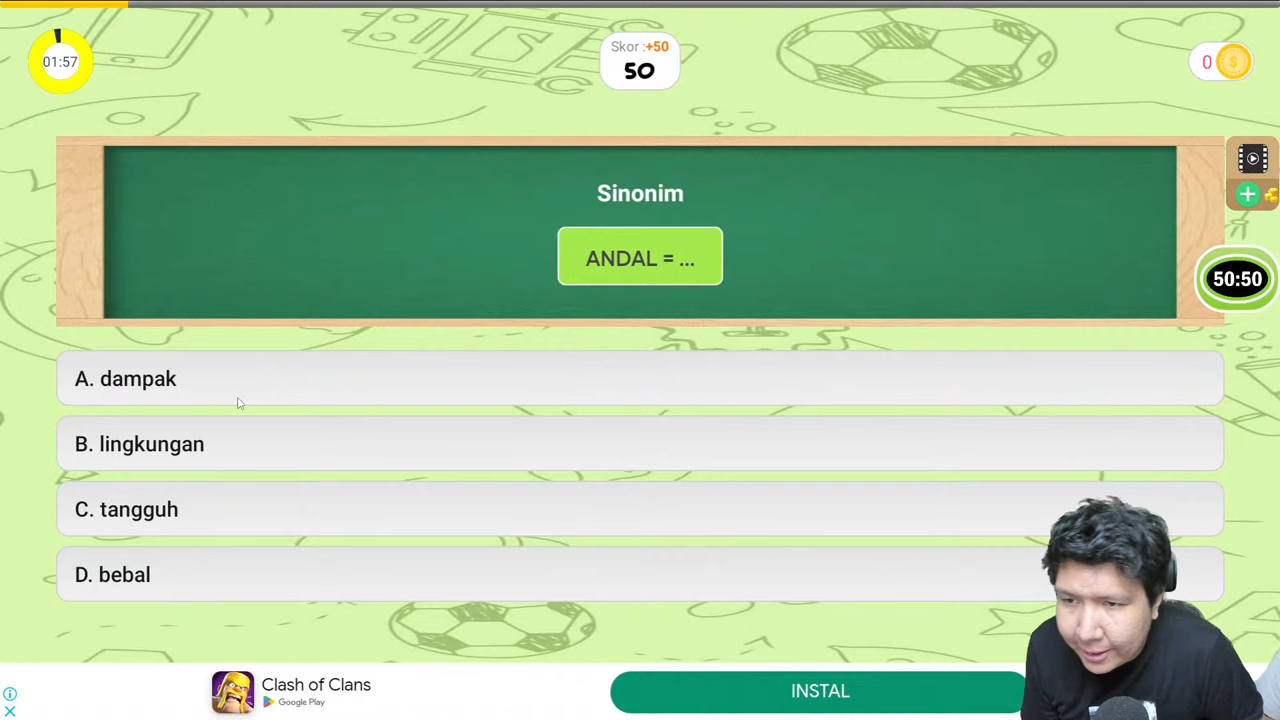 01:57
Skor :+50
50
0
Sinonim
ANDAL = ...
50:50
A. dampak
B. lingkungan
C. tangguh
D. bebal
Clash of Clans
Google Play
INSTAL